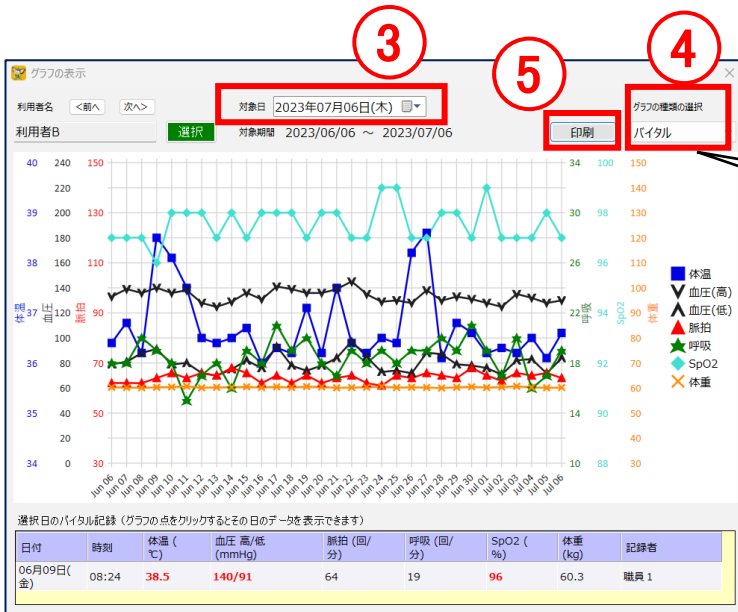 ③
⑤
④
グラフの表示
利用者名 <前へ 次へ> 対象日 2023年07月06日(木) グラフの種類の選択
利用者B 選択 対象期間 2023/06/06 ～ 2023/07/06 印刷 バイタル
40 240 150 34 100 150
220 140
39 200 130 30 98 130
180 120
38 160 110 26 96 110
140 100
37 120 90 22 94 90
100 80
36 80 70 18 92 70
60 60
35 40 50 14 90 50
20 40
34 0 30 10 88 30
体温
血圧
脈拍
呼吸
SpO2
体重
体温
血圧(高)
血圧(低)
脈拍
呼吸
SpO2
体重
Jun 06 Jun 07 Jun 08 Jun 09 Jun 10 Jun 11 Jun 12 Jun 13 Jun 14 Jun 15 Jun 16 Jun 17 Jun 18 Jun 19 Jun 20 Jun 21 Jun 22 Jun 23 Jun 24 Jun 25 Jun 26 Jun 27 Jun 28 Jun 29 Jun 30 Jul 01 Jul 02 Jul 03 Jul 04 Jul 05 Jul 06
選択日のバイタル記録（グラフの点をクリックするとその日のデータを表示できます）
日付 時刻 体温 (℃) 血圧 高/低 (mmHg) 脈拍 (回/分) 呼吸 (回/分) SpO2 (%) 体重 (kg) 記録者
06月09日(金) 08:24 38.5 140/91 64 19 96 60.3 職員1